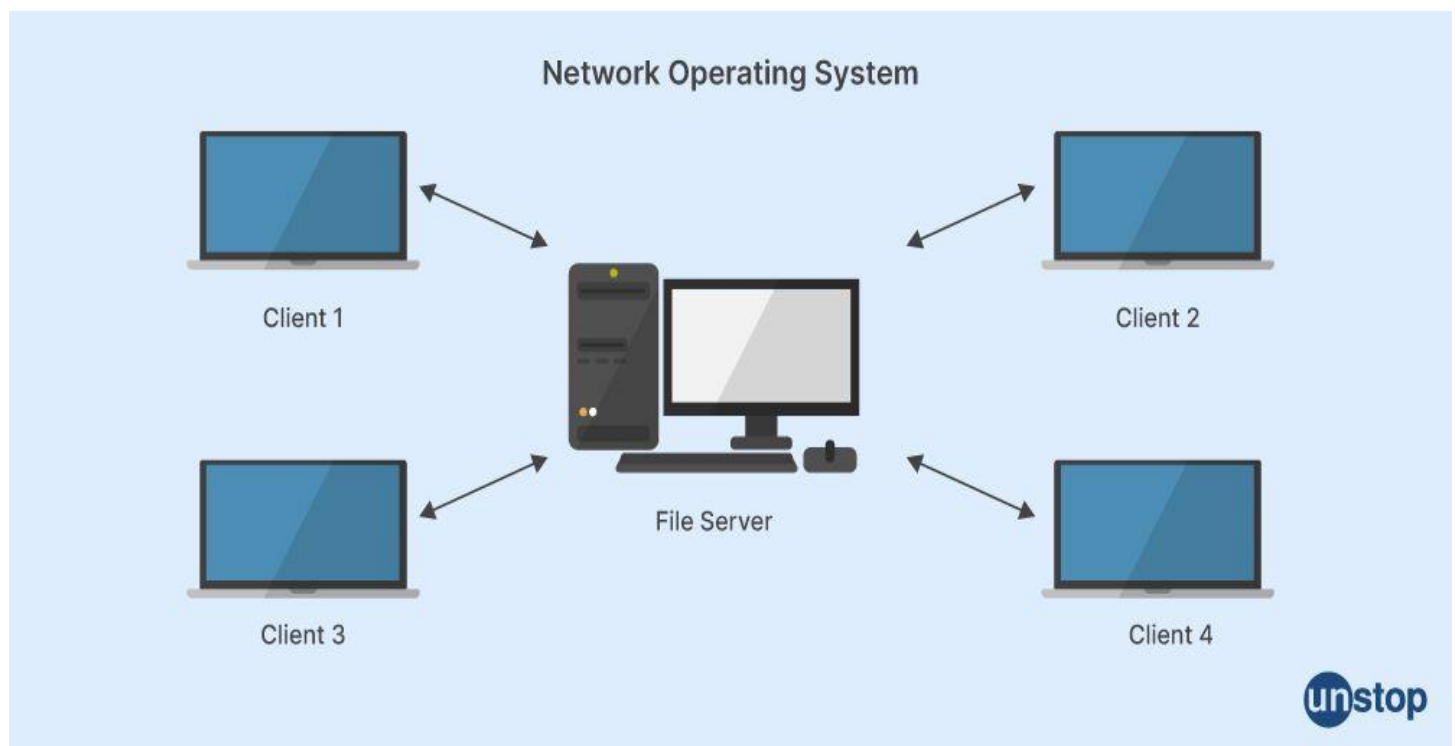 Network Operating System
Client 1
Client 2
File Server
Client 3
Client 4
unstop